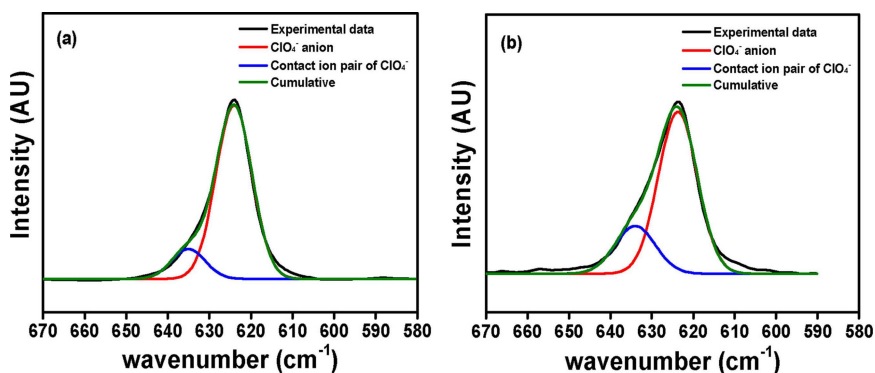 (a)
Experimental data
ClO₄⁻ anion
Contact ion pair of ClO₄⁻
Cumulative
Intensity (AU)
670 660 650 640 630 620 610 600 590 580
wavenumber (cm⁻¹)
(b)
Experimental data
ClO₄⁻ anion
Contact ion pair of ClO₄⁻
Cumulative
Intensity (AU)
670 660 650 640 630 620 610 600 590 580
wavenumber (cm⁻¹)